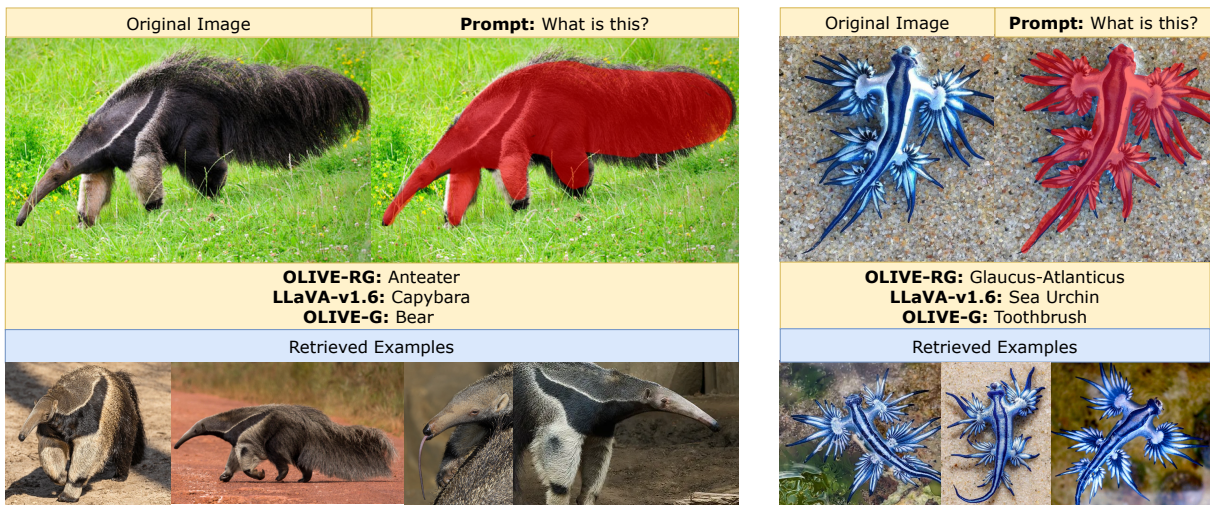 Original Image
Prompt: What is this?
OLIVE-RG: Anteater
LLaVA-v1.6: Capybara
OLIVE-G: Bear
Retrieved Examples
Original Image
Prompt: What is this?
OLIVE-RG: Glaucus-Atlanticus
LLaVA-v1.6: Sea Urchin
OLIVE-G: Toothbrush
Retrieved Examples